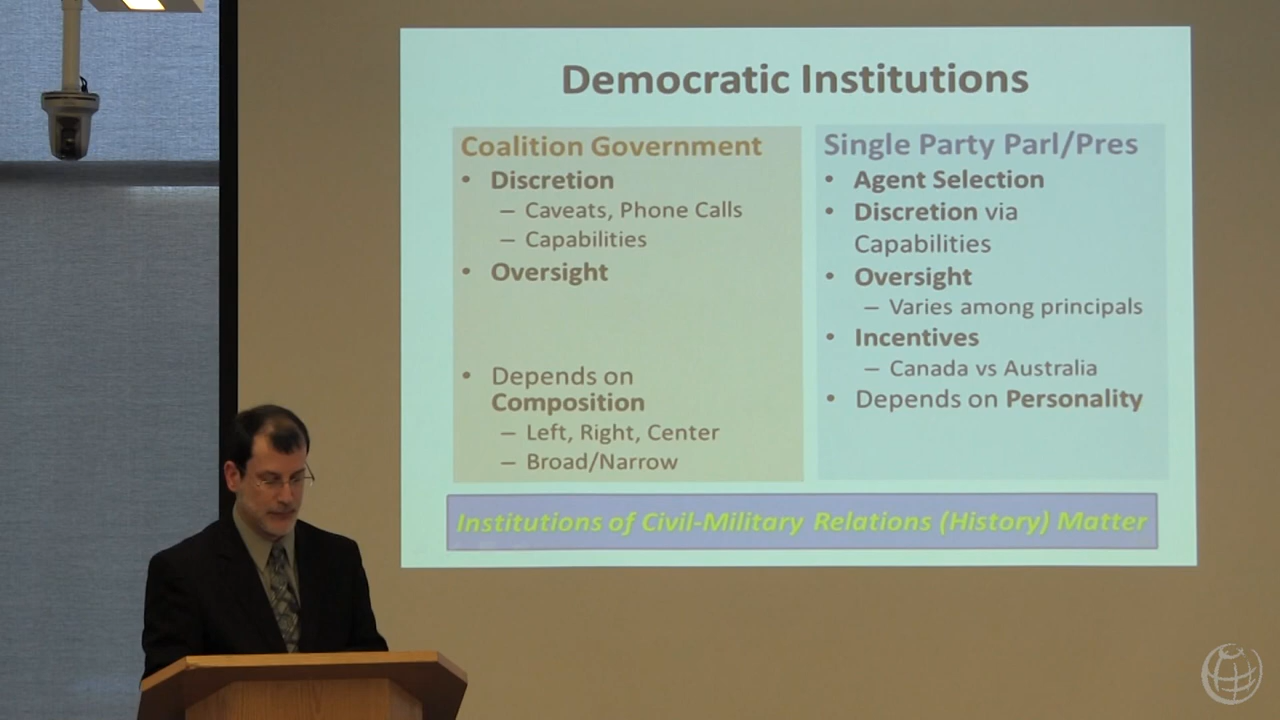 Democratic Institutions
Coalition Government
• Discretion
– Caveats, Phone Calls
– Capabilities
• Oversight
• Depends on
Composition
– Left, Right, Center
– Broad/Narrow
Single Party Parl/Pres
• Agent Selection
• Discretion via
Capabilities
• Oversight
– Varies among principals
• Incentives
– Canada vs Australia
• Depends on Personality
Institutions of Civil-Military Relations (History) Matter